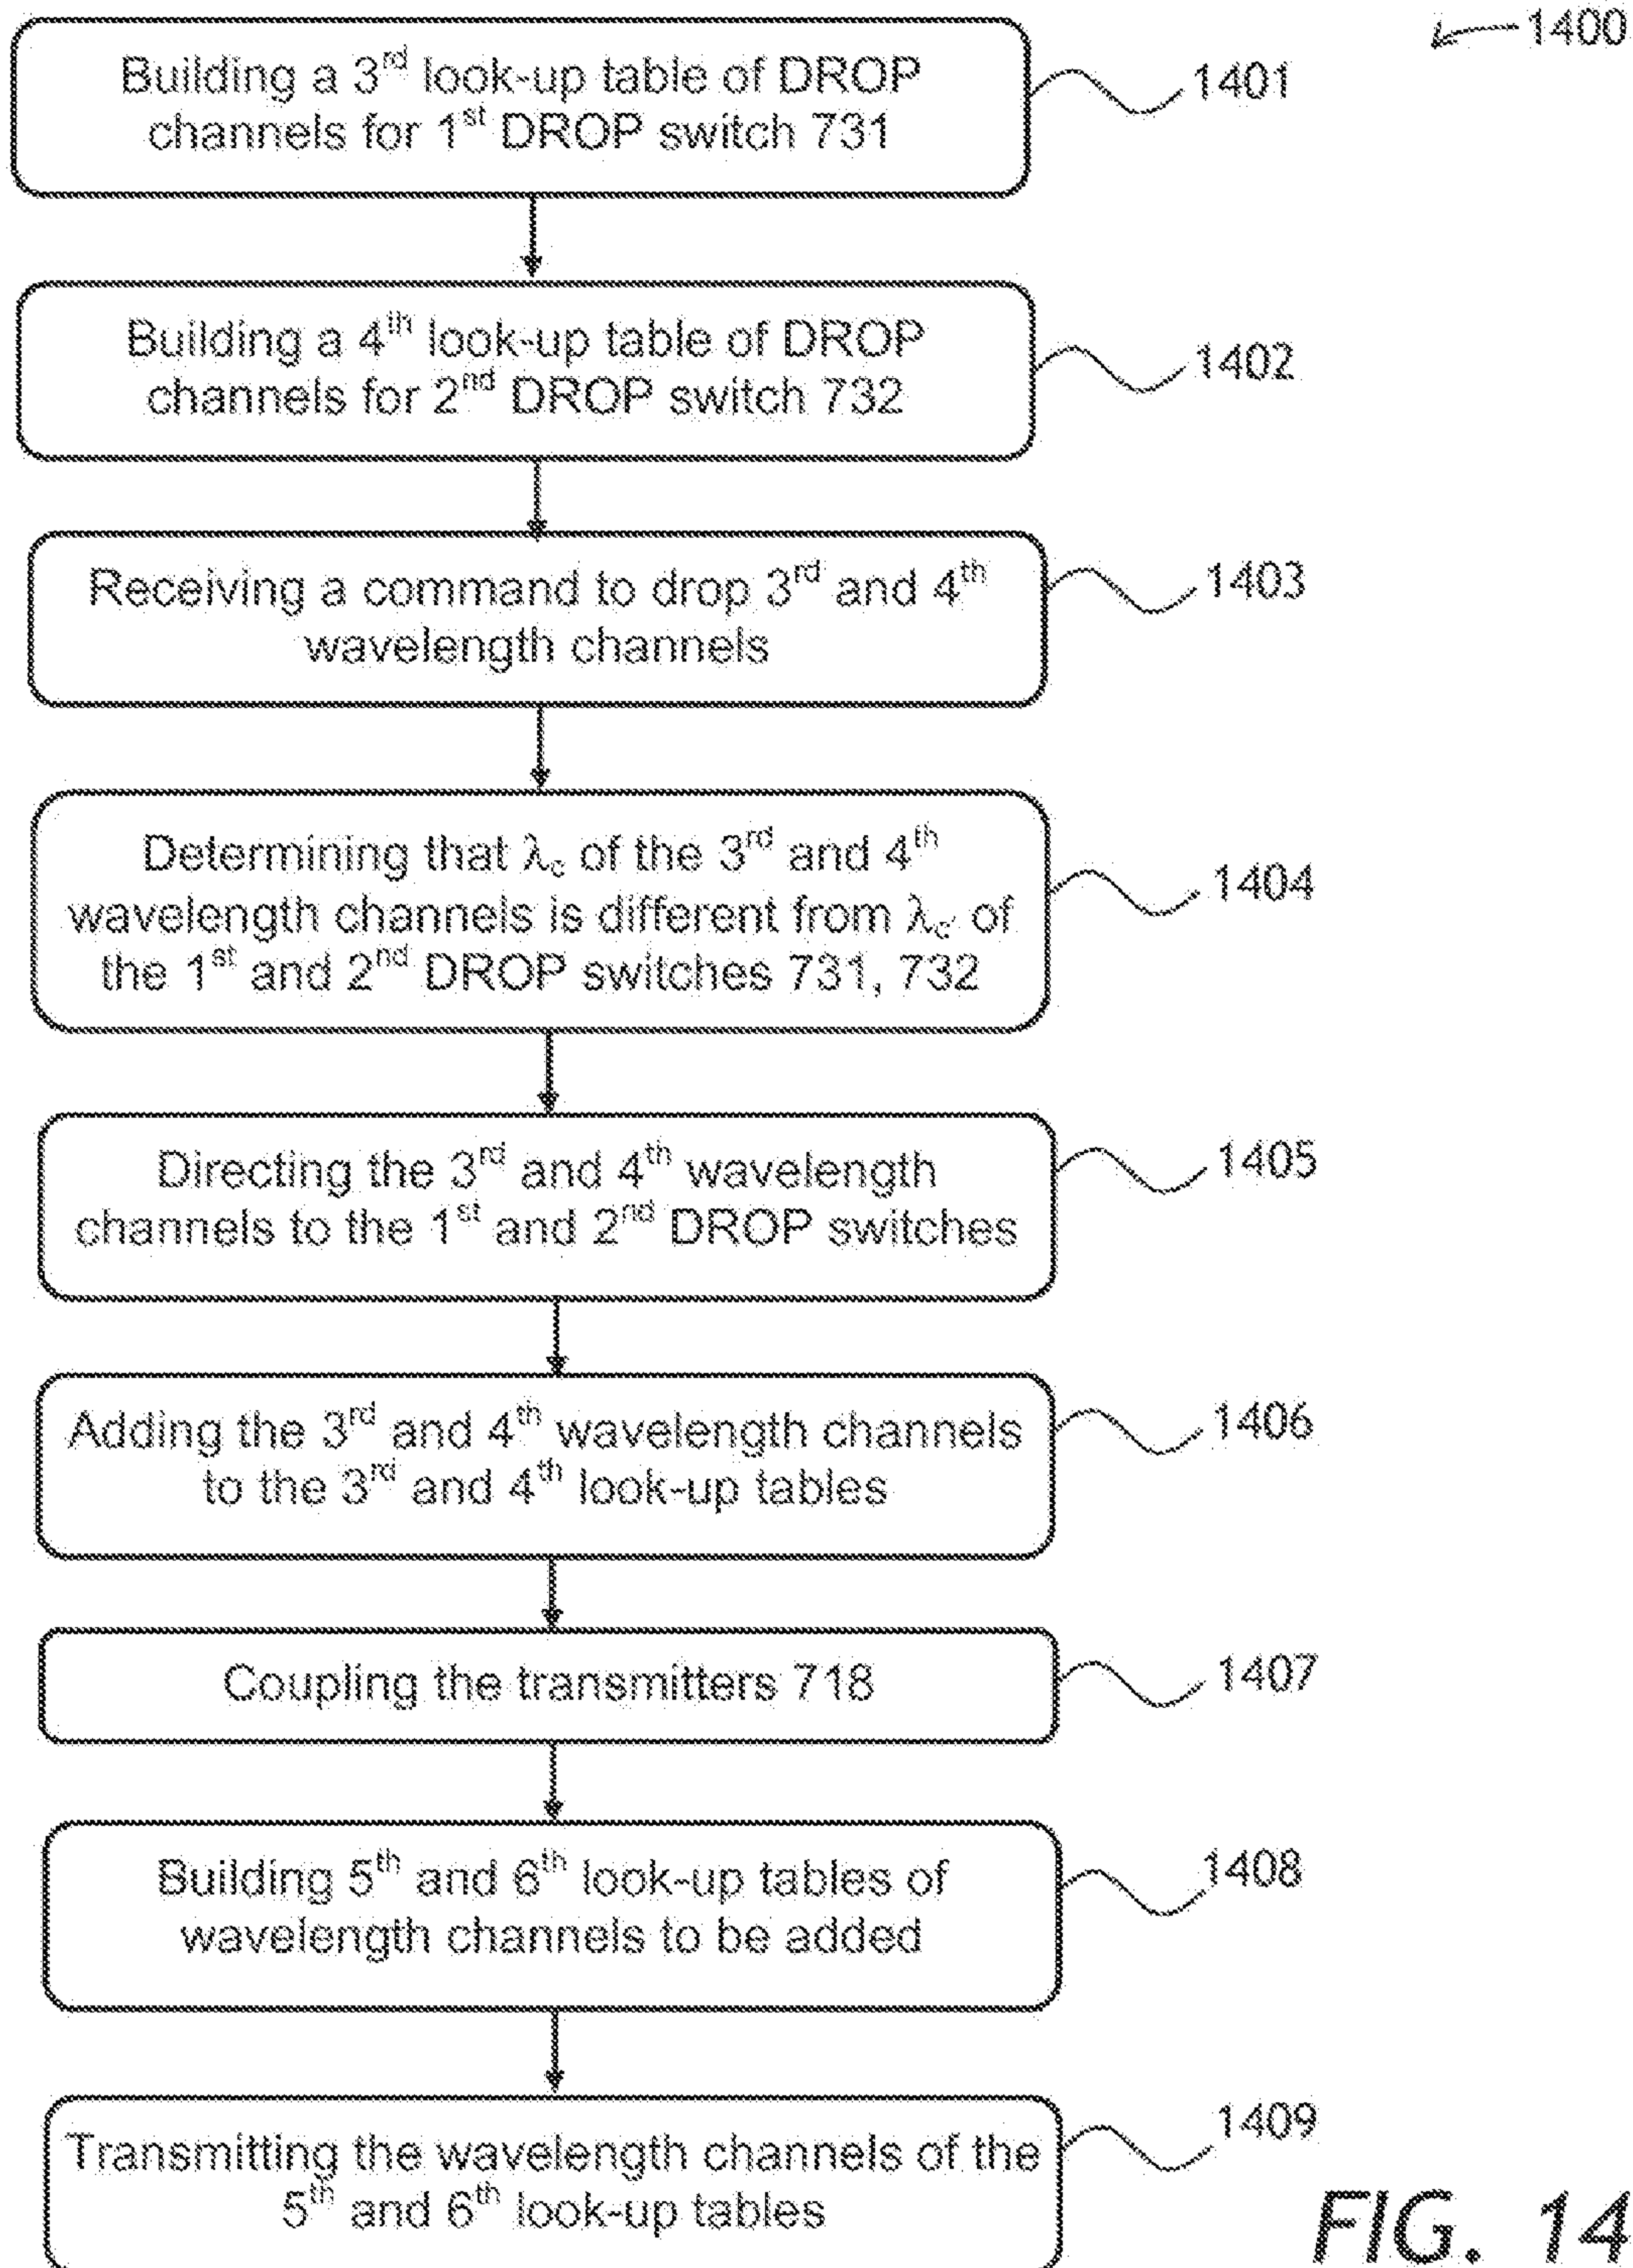 1400
Building a 3rd look-up table of DROP
channels for 1st DROP switch 731
1401
Building a 4th look-up table of DROP
channels for 2nd DROP switch 732
1402
Receiving a command to drop 3rd and 4th
wavelength channels
1403
Determining that λc of the 3rd and 4th
wavelength channels is different from λc of
the 1st and 2nd DROP switches 731, 732
1404
Directing the 3rd and 4th wavelength
channels to the 1st and 2nd DROP switches
1405
Adding the 3rd and 4th wavelength channels
to the 3rd and 4th look-up tables
1406
Coupling the transmitters 718
1407
Building 5th and 6th look-up tables of
wavelength channels to be added
1408
Transmitting the wavelength channels of the
5th and 6th look-up tables
1409
FIG. 14